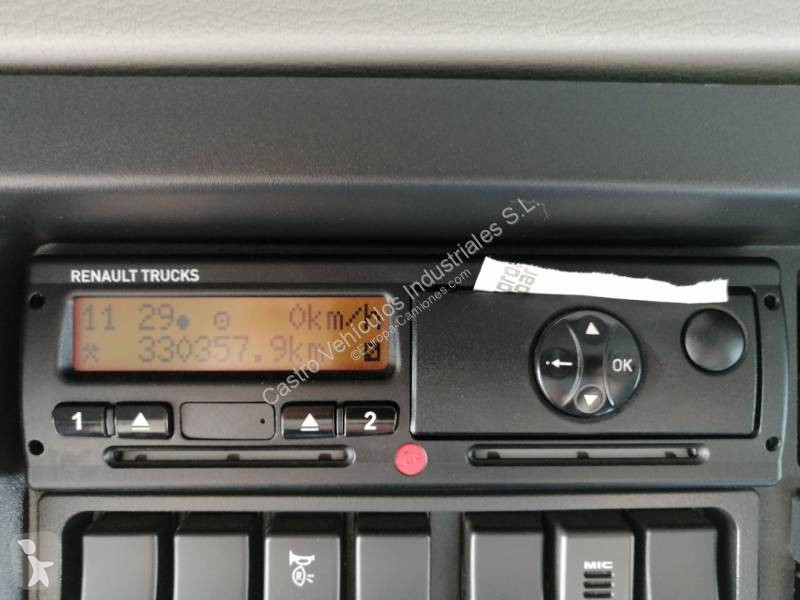 RENAULT TRUCKS
11 29 0km/h
330357.9km
1
2
OK
R
MIC
Castro Vehículos Industriales S.L.
©Europa-Camiones.com